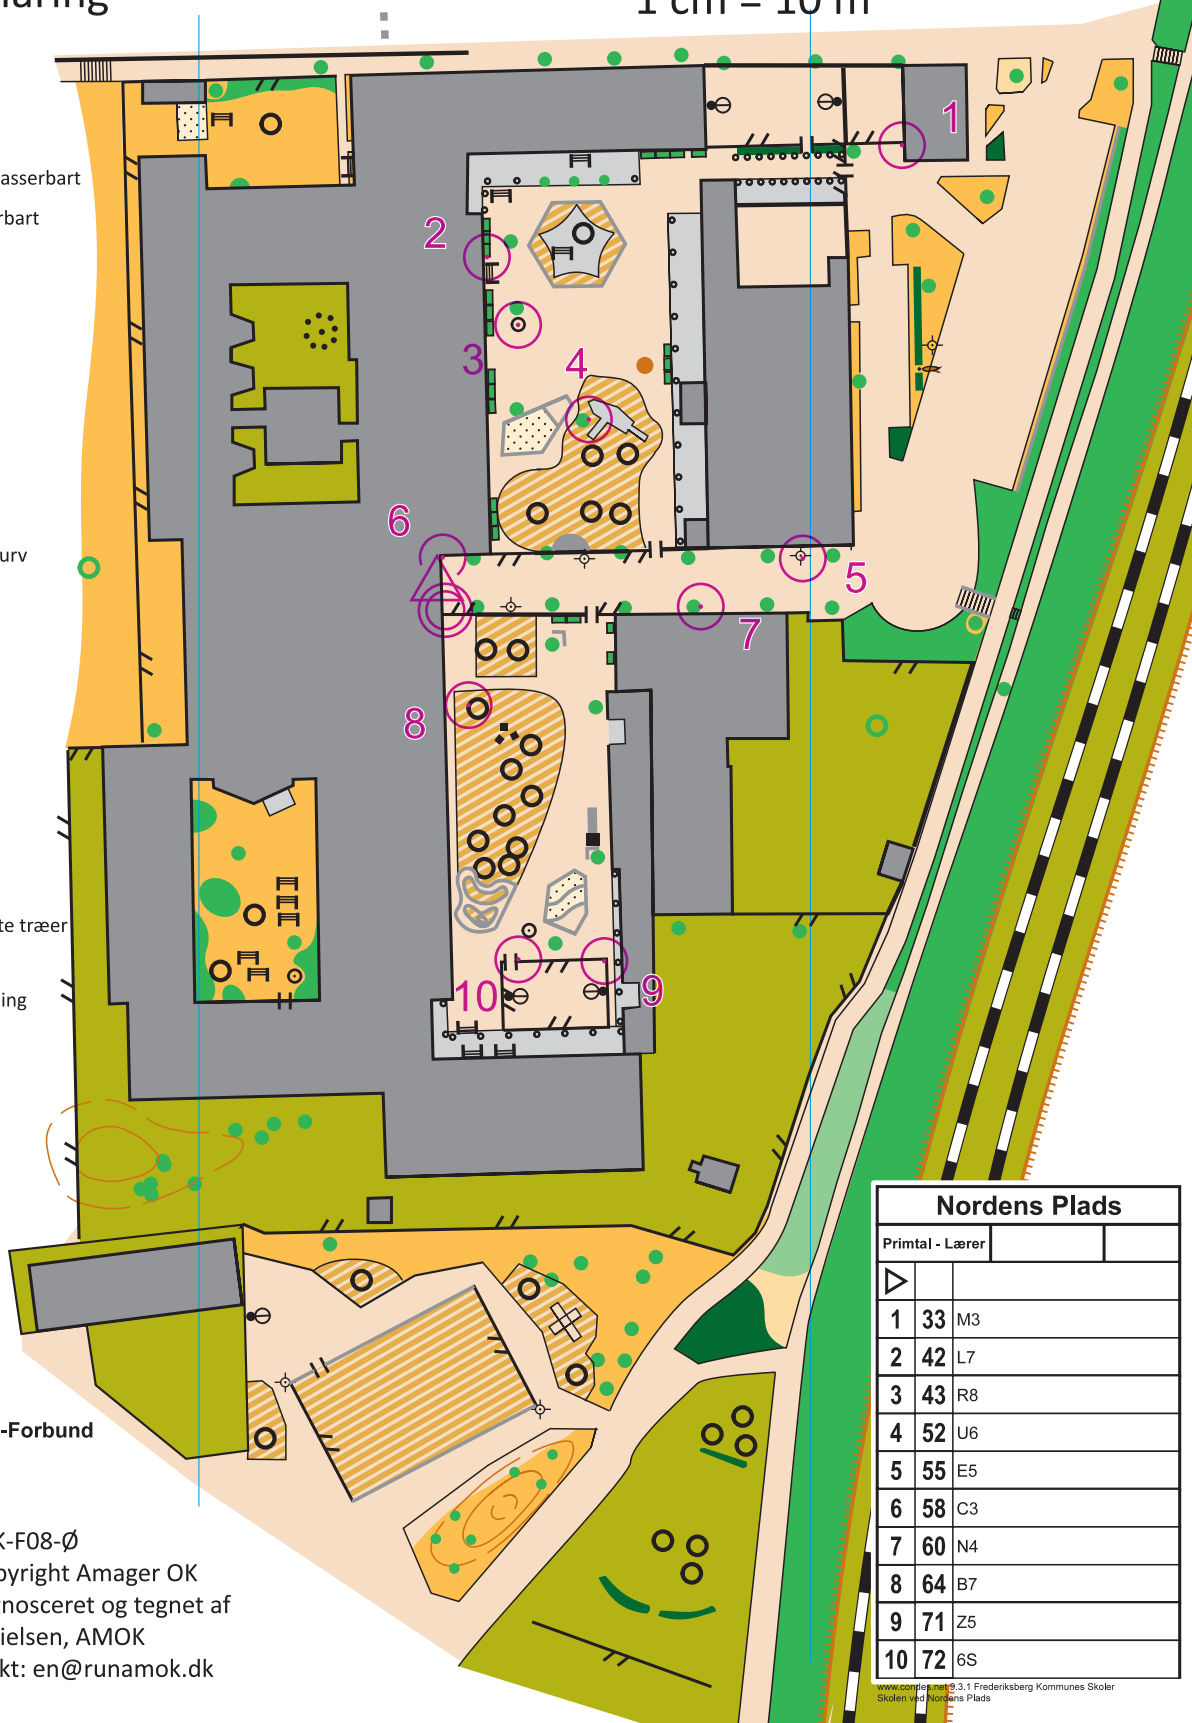 1 cm = 10 m
1
2
3
4
6
5
7
8
9
10
-Forbund
K-F08-Ø
pyright Amager OK
gnosceret og tegnet af
ielsen, AMOK
kt: en@runamok.dk
asserbart
rbart
urv
te træer
ing
Nordens Plads
Primtal - Lærer
1 33 M3
2 42 L7
3 43 R8
4 52 U6
5 55 E5
6 58 C3
7 60 N4
8 64 B7
9 71 Z5
10 72 6S
www.condes.net 9.3.1 Frederiksberg Kommunes Skoler
Skolen ved Nordens Plads